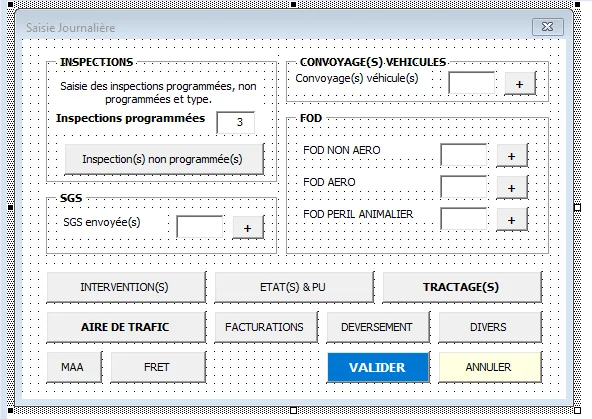 Saisie Journalière
INSPECTIONS
Saisie des inspections programmées, non
programmées et type.
Inspections programmées 3
Inspection(s) non programmée(s)
SGS
SGS envoyée(s) +
CONVOYAGE(S) VEHICULES
Convoyage(s) véhicule(s) +
FOD
FOD NON AERO +
FOD AERO +
FOD PERIL ANIMALIER +
INTERVENTION(S) ETAT(S) & PU TRACTAGE(S)
AIRE DE TRAFIC FACTURATIONS DEVERSEMENT DIVERS
MAA FRET VALIDER ANNULER